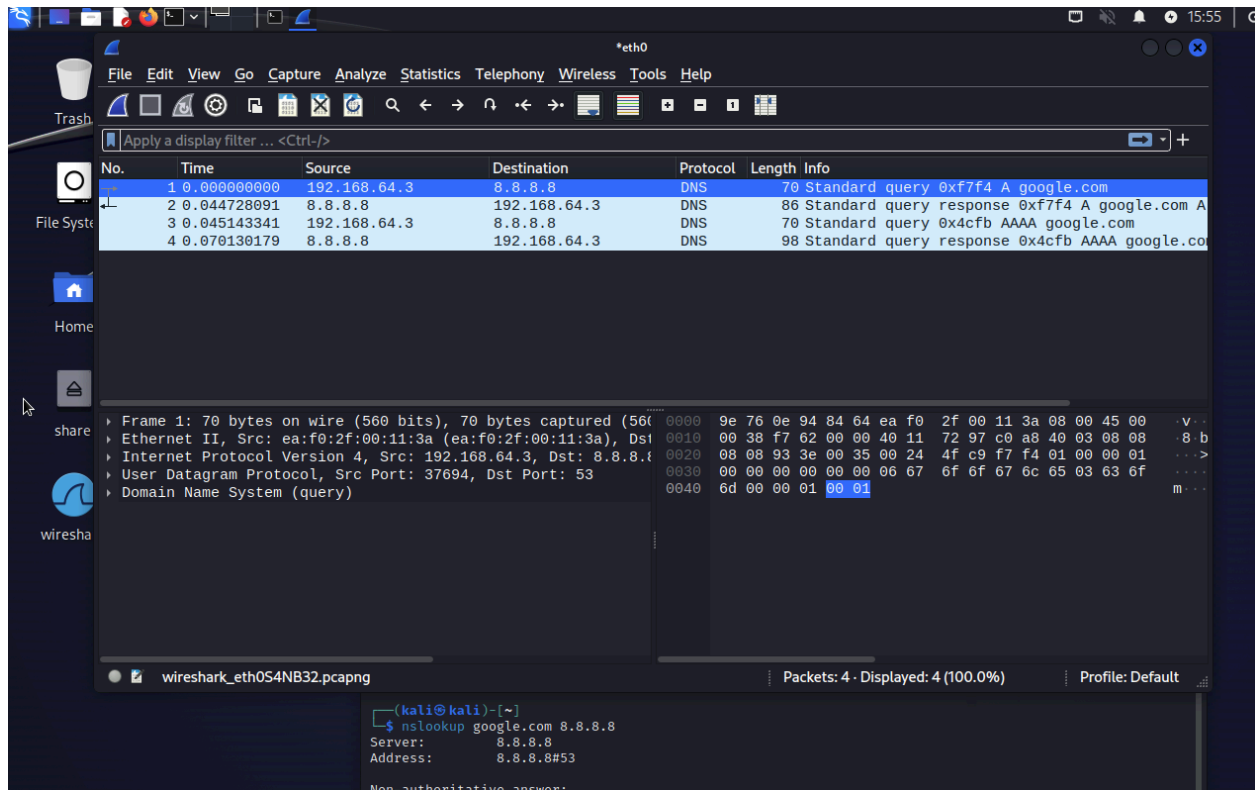 15:55
*eth0
File Edit View Go Capture Analyze Statistics Telephony Wireless Tools Help
Trash
Apply a display filter … <Ctrl-/>
No. Time Source Destination Protocol Length Info
1 0.000000000 192.168.64.3 8.8.8.8 DNS 70 Standard query 0xf7f4 A google.com
2 0.044728091 8.8.8.8 192.168.64.3 DNS 86 Standard query response 0xf7f4 A google.com A
3 0.045143341 192.168.64.3 8.8.8.8 DNS 70 Standard query 0x4cfb AAAA google.com
4 0.070130179 8.8.8.8 192.168.64.3 DNS 98 Standard query response 0x4cfb AAAA google.co
File Syste
Home
share
wiresha
Frame 1: 70 bytes on wire (560 bits), 70 bytes captured (560
Ethernet II, Src: ea:f0:2f:00:11:3a (ea:f0:2f:00:11:3a), Dst
Internet Protocol Version 4, Src: 192.168.64.3, Dst: 8.8.8.8
User Datagram Protocol, Src Port: 37694, Dst Port: 53
Domain Name System (query)
0000 9e 76 0e 94 84 64 ea f0 2f 00 11 3a 08 00 45 00 ·v··
0010 00 38 f7 62 00 00 40 11 72 97 c0 a8 40 03 08 08 ·8·b
0020 08 08 93 3e 00 35 00 24 4f c9 f7 f4 01 00 00 01 ···>
0030 00 00 00 00 00 00 06 67 6f 6f 67 6c 65 03 63 6f ····
0040 6d 00 00 01 00 01 m···
wireshark_eth0S4NB32.pcapng Packets: 4 · Displayed: 4 (100.0%) Profile: Default
(kali㉿kali)-[~]
$ nslookup google.com 8.8.8.8
Server: 8.8.8.8
Address: 8.8.8.8#53
Non-authoritative answer: